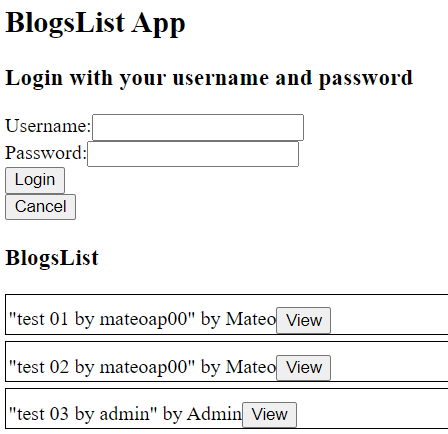 BlogsList App
Login with your username and password
Username:
Password:
Login
Cancel
BlogsList
"test 01 by mateoap00" by Mateo View
"test 02 by mateoap00" by Mateo View
"test 03 by admin" by Admin View